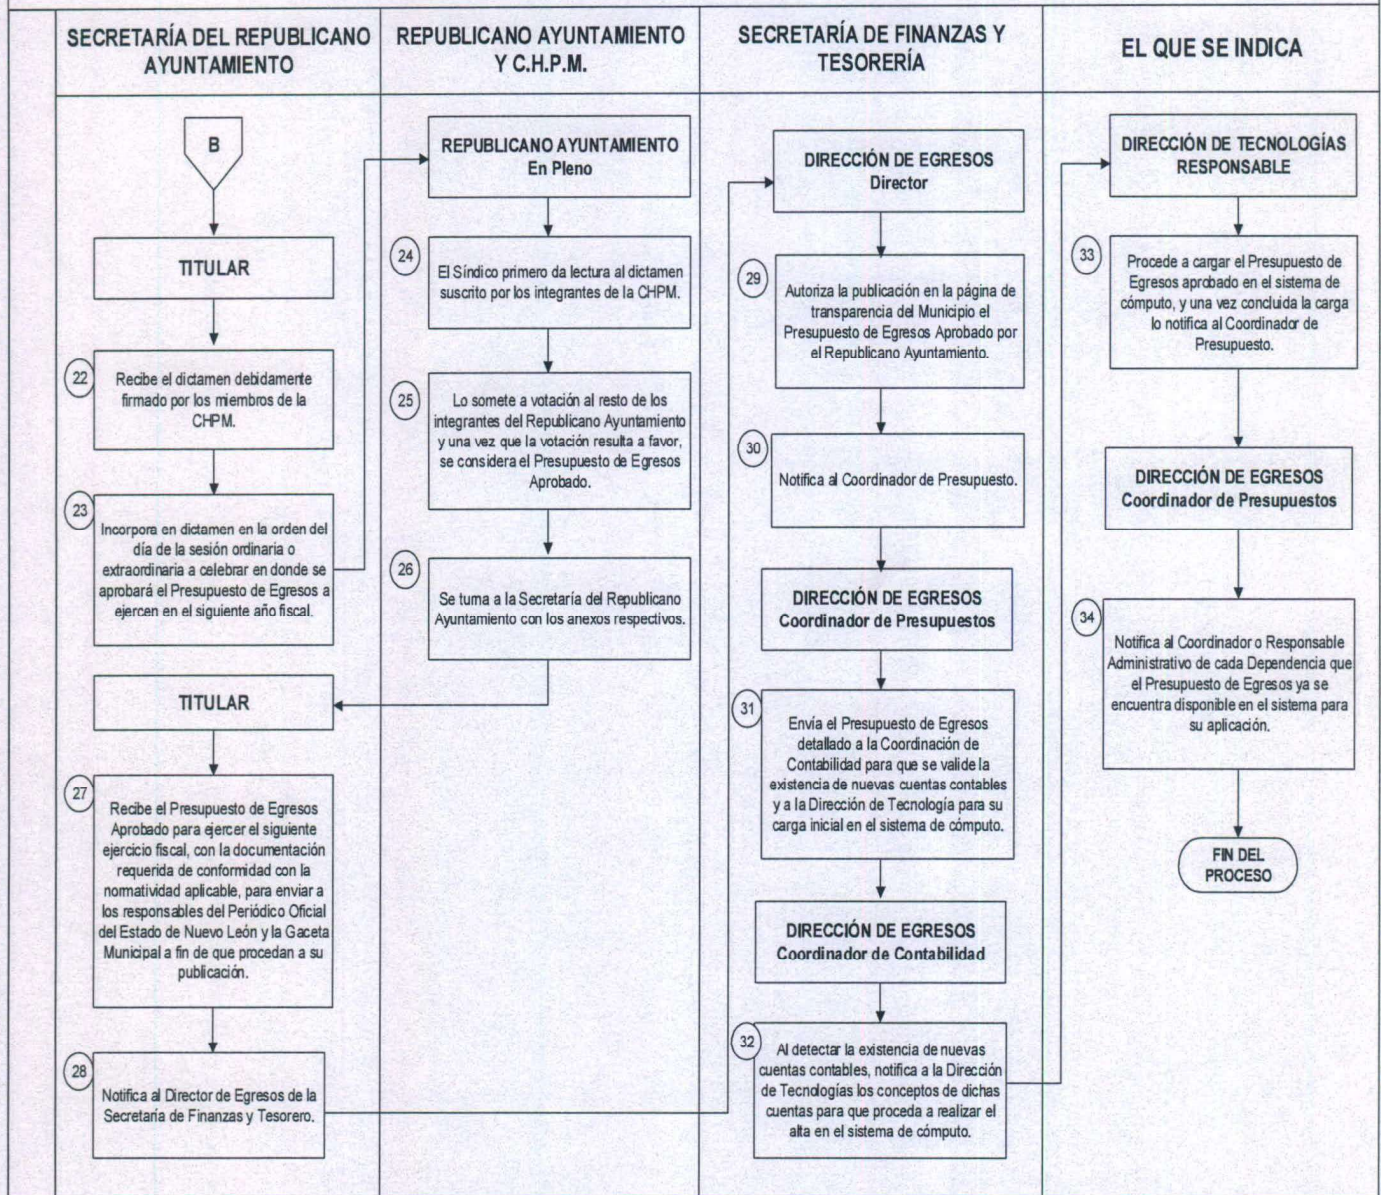 SECRETARÍA DEL REPUBLICANO
AYUNTAMIENTO
REPUBLICANO AYUNTAMIENTO
Y C.H.P.M.
SECRETARÍA DE FINANZAS Y
TESORERÍA
EL QUE SE INDICA
B
TITULAR
22
Recibe el dictamen debidamente
firmado por los miembros de la
CHPM.
23
Incorpora en dictamen en la orden del
día de la sesión ordinaria o
extraordinaria a celebrar en donde se
aprobará el Presupuesto de Egresos a
ejercen en el siguiente año fiscal.
REPUBLICANO AYUNTAMIENTO
En Pleno
24
El Síndico primero da lectura al dictamen
suscrito por los integrantes de la CHPM.
25
Lo somete a votación al resto de los
integrantes del Republicano Ayuntamiento
y una vez que la votación resulta a favor,
se considera el Presupuesto de Egresos
Aprobado.
26
Se turna a la Secretaría del Republicano
Ayuntamiento con los anexos respectivos.
TITULAR
27
Recibe el Presupuesto de Egresos
Aprobado para ejercer el siguiente
ejercicio fiscal, con la documentación
requerida de conformidad con la
normatividad aplicable, para enviar a
los responsables del Periódico Oficial
del Estado de Nuevo León y la Gaceta
Municipal a fin de que procedan a su
publicación.
28
Notifica al Director de Egresos de la
Secretaría de Finanzas y Tesorero.
DIRECCIÓN DE EGRESOS
Director
29
Autoriza la publicación en la página de
transparencia del Municipio el
Presupuesto de Egresos Aprobado por
el Republicano Ayuntamiento.
30
Notifica al Coordinador de Presupuesto.
DIRECCIÓN DE EGRESOS
Coordinador de Presupuestos
31
Envía el Presupuesto de Egresos
detallado a la Coordinación de
Contabilidad para que se valide la
existencia de nuevas cuentas contables
y a la Dirección de Tecnología para su
carga inicial en el sistema de cómputo.
DIRECCIÓN DE EGRESOS
Coordinador de Contabilidad
32
Al detectar la existencia de nuevas
cuentas contables, notifica a la Dirección
de Tecnologías los conceptos de dichas
cuentas para que proceda a realizar el
alta en el sistema de cómputo.
DIRECCIÓN DE TECNOLOGÍAS
RESPONSABLE
33
Procede a cargar el Presupuesto de
Egresos aprobado en el sistema de
cómputo, y una vez concluida la carga
lo notifica al Coordinador de
Presupuesto.
DIRECCIÓN DE EGRESOS
Coordinador de Presupuestos
34
Notifica al Coordinador o Responsable
Administrativo de cada Dependencia que
el Presupuesto de Egresos ya se
encuentra disponible en el sistema para
su aplicación.
FIN DEL
PROCESO